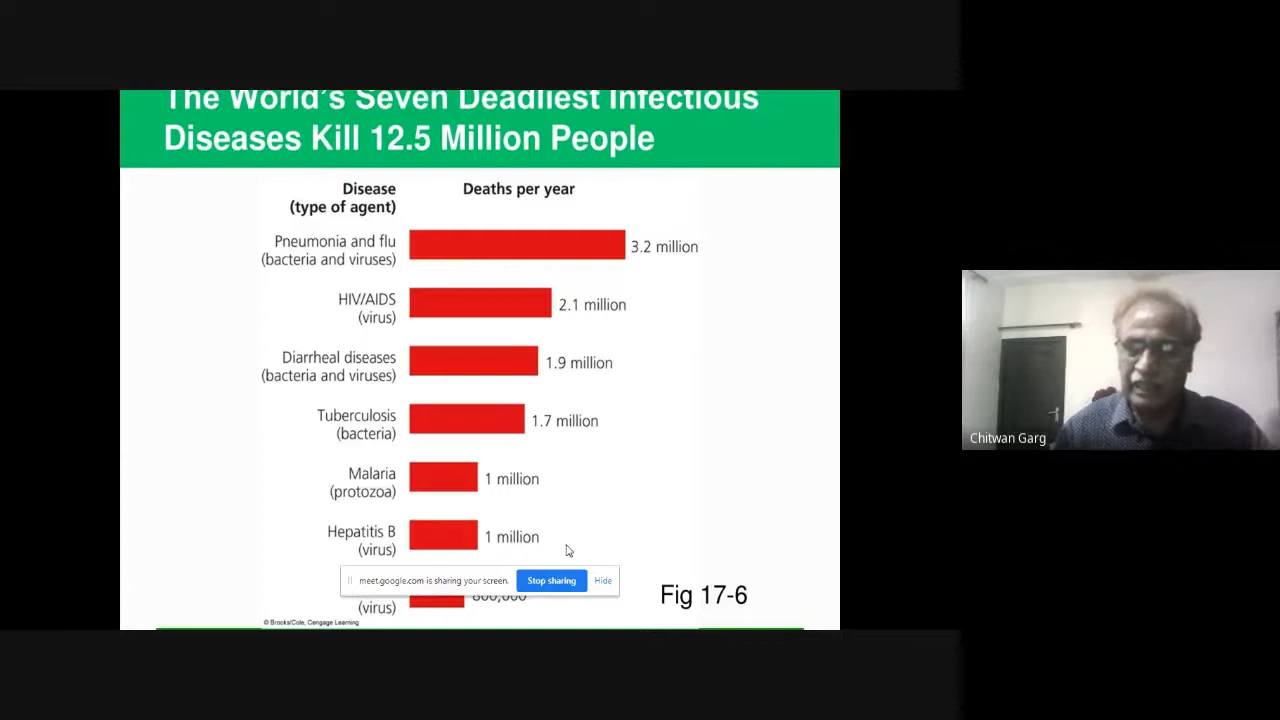 The World's Seven Deadliest Infectious
Diseases Kill 12.5 Million People
Disease
(type of agent)
Deaths per year
Pneumonia and flu
(bacteria and viruses)
3.2 million
HIV/AIDS
(virus)
2.1 million
Diarrheal diseases
(bacteria and viruses)
1.9 million
Tuberculosis
(bacteria)
1.7 million
Malaria
(protozoa)
1 million
Hepatitis B
(virus)
1 million
meet.google.com is sharing your screen.
Stop sharing
Hide
800,000
(virus)
Fig 17-6
© Brooks/Cole, Cengage Learning
Chitwan Garg